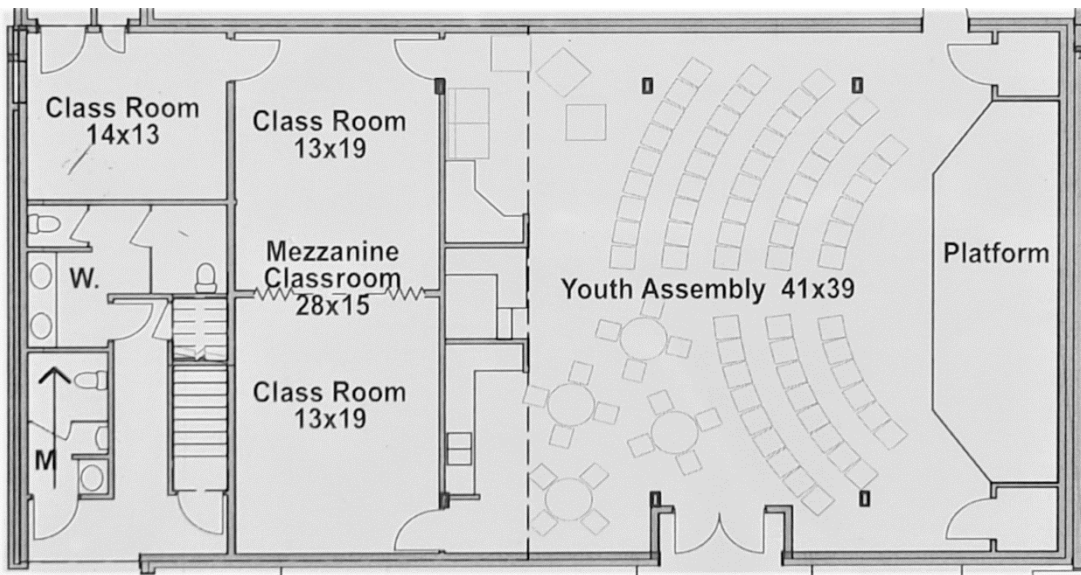 Class Room
14x13
Class Room
13x19
Mezzanine
Classroom
28x15
Class Room
13x19
W.
M
Youth Assembly 41x39
Platform